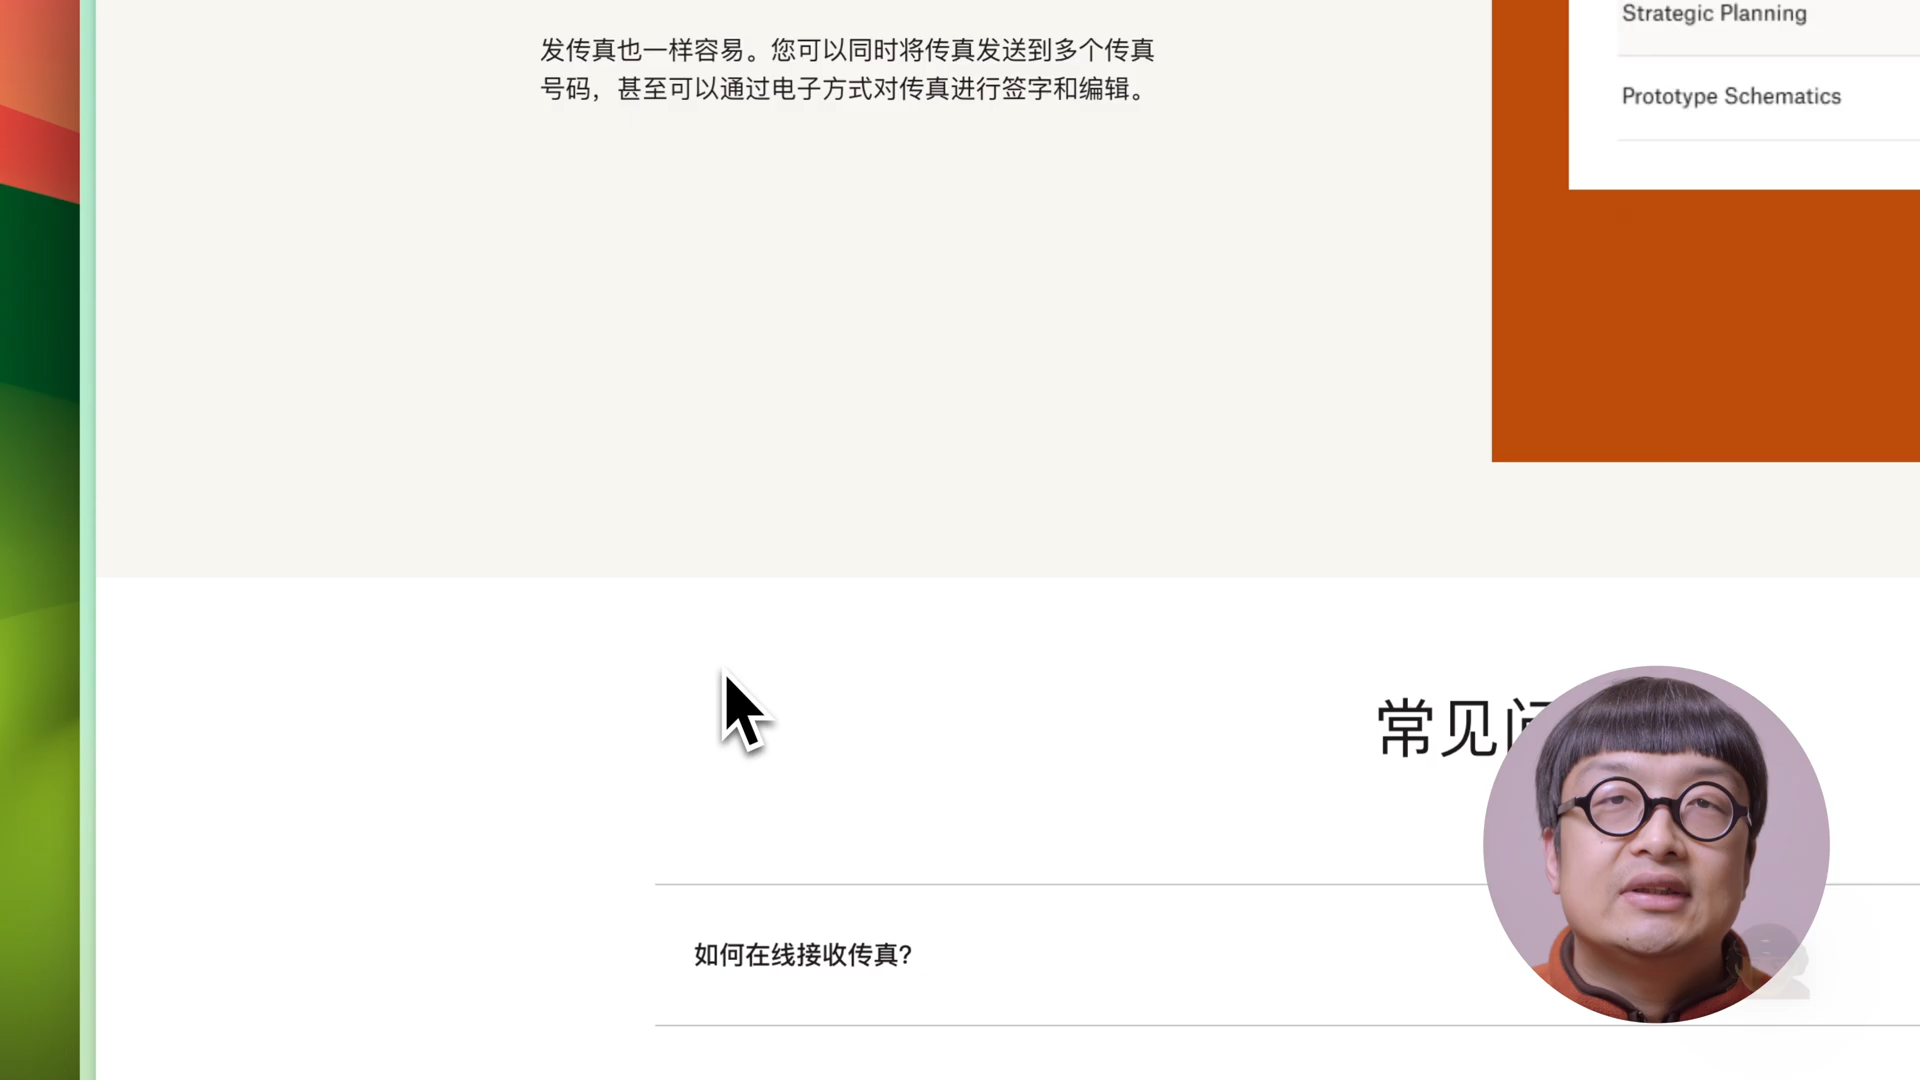 Strategic Planning
发传真也一样容易。您可以同时将传真发送到多个传真
号码，甚至可以通过电子方式对传真进行签字和编辑。
Prototype Schematics
常见问
如何在线接收传真?